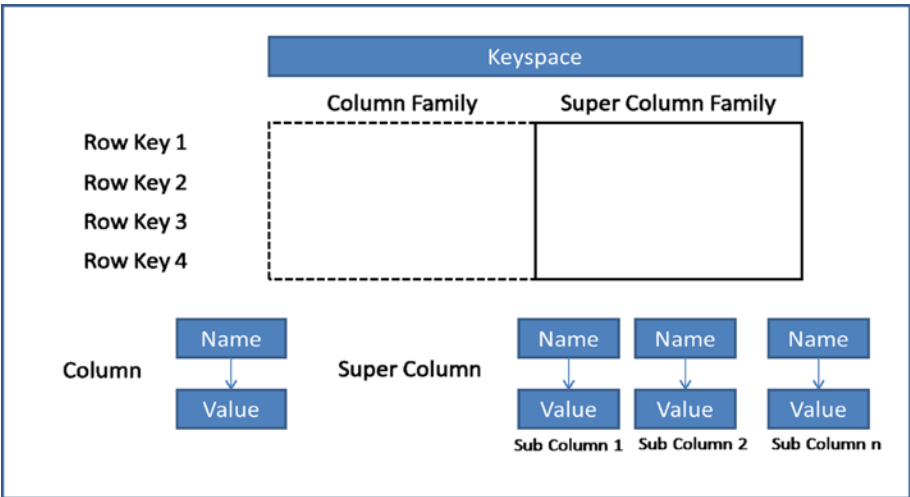 Keyspace
Column Family Super Column Family
Row Key 1
Row Key 2
Row Key 3
Row Key 4
Name Name Name Name
Column Super Column
Value Value Value Value
Sub Column 1 Sub Column 2 Sub Column n